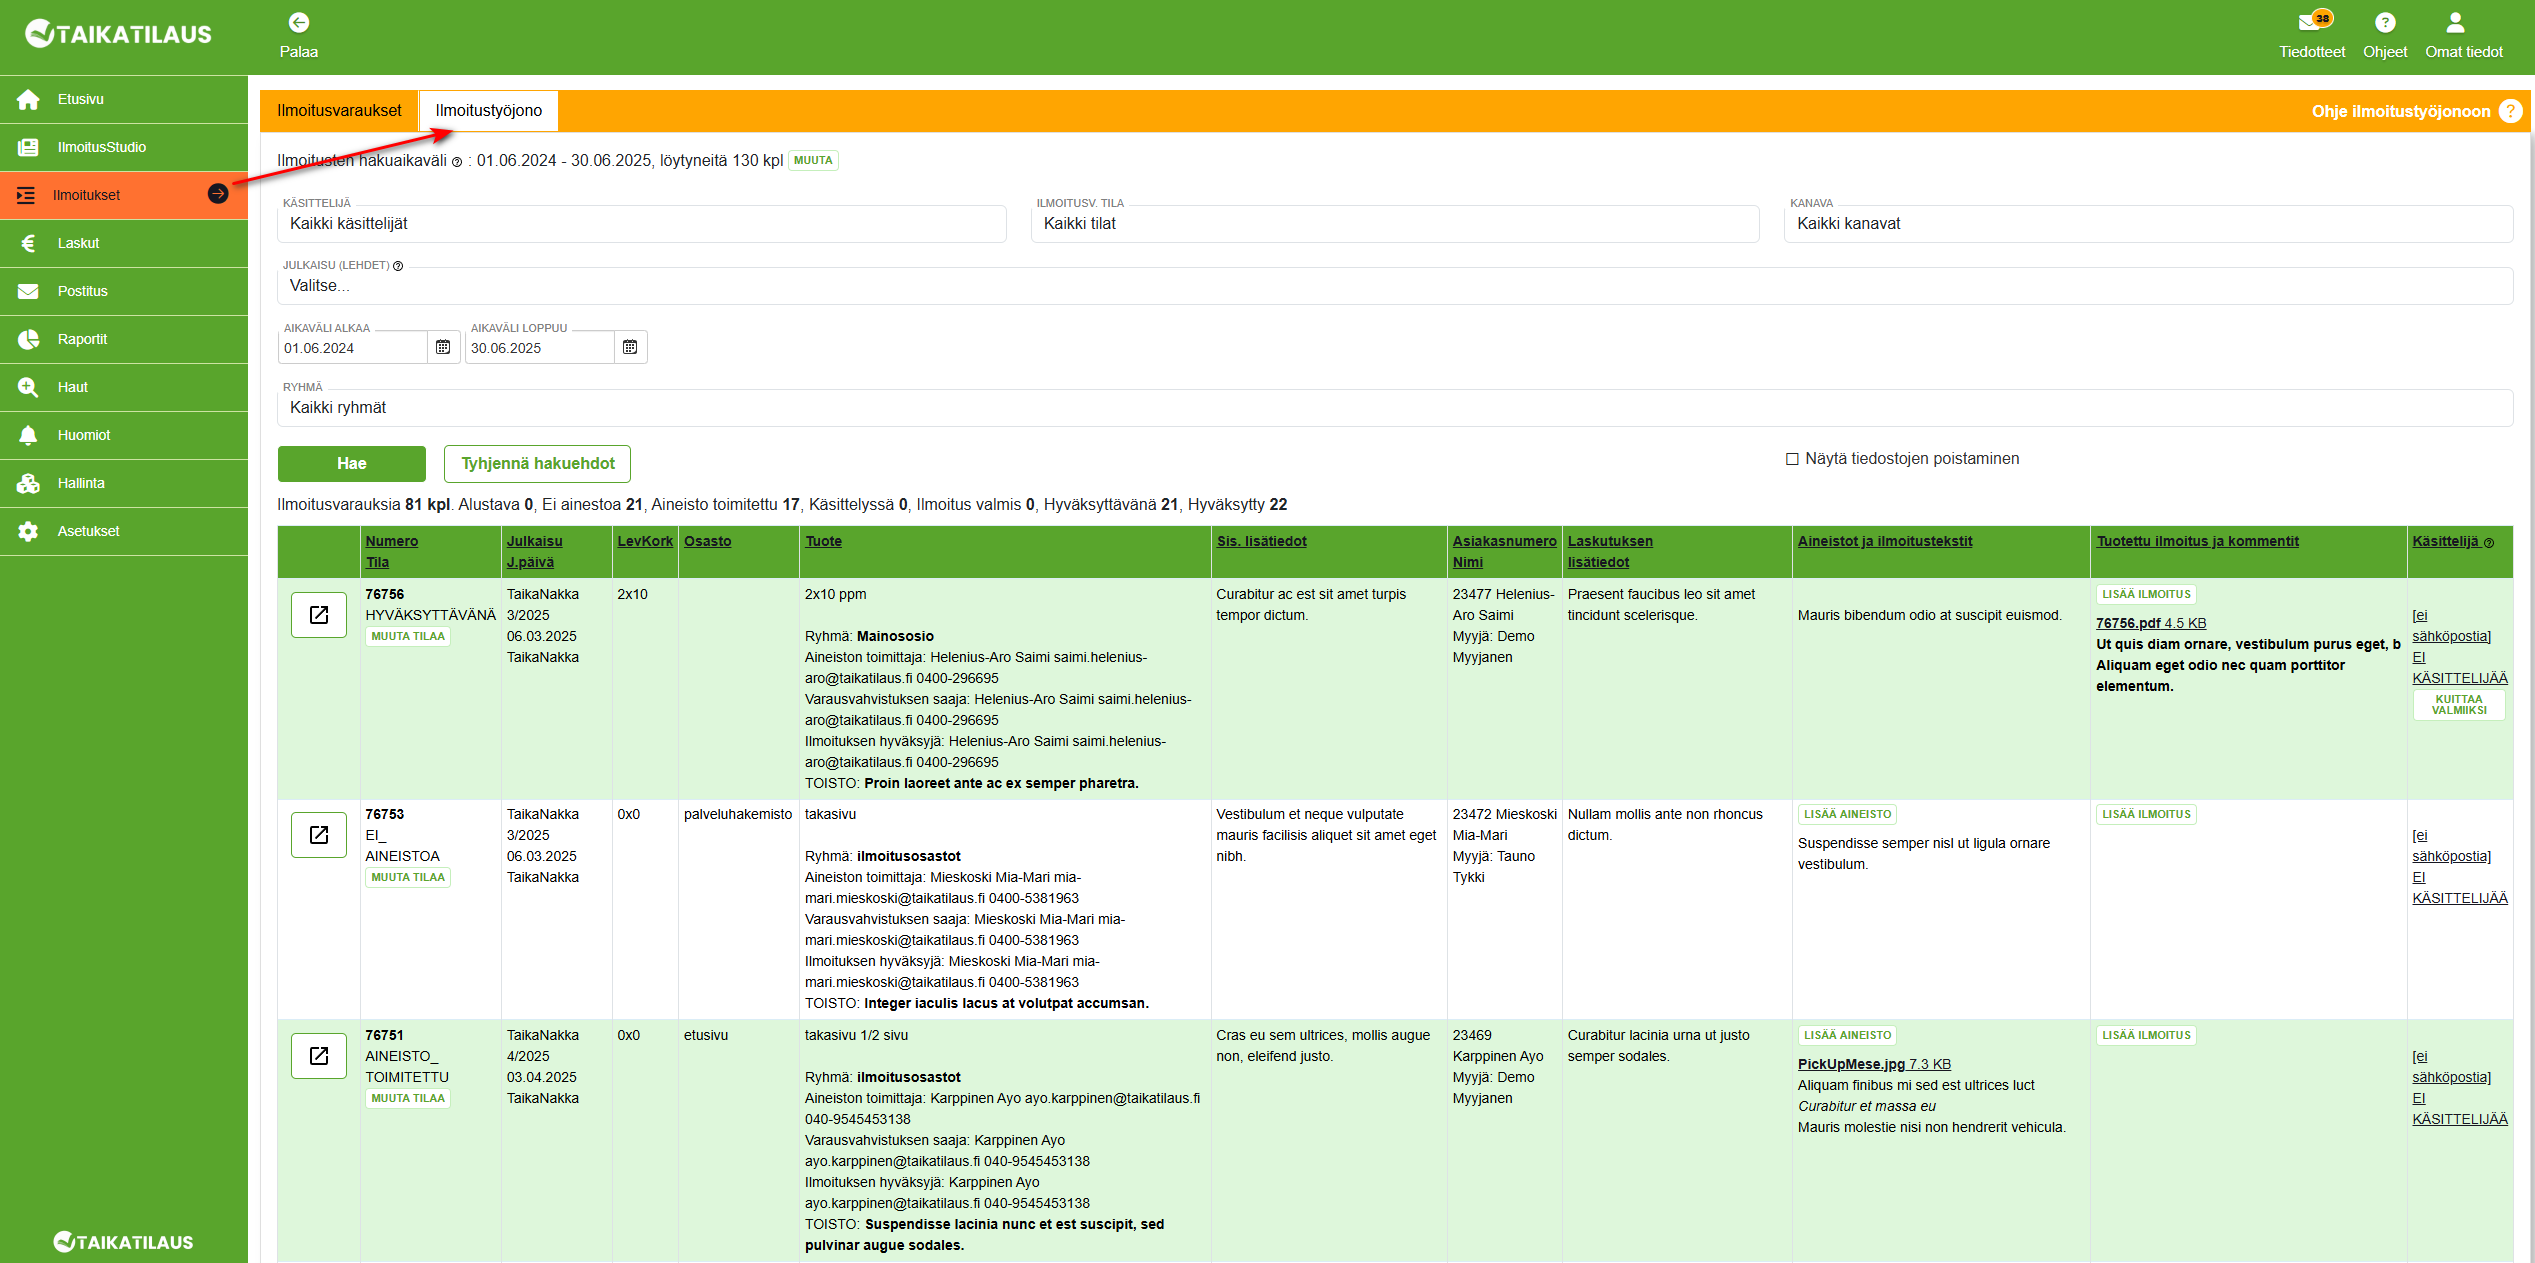 TAIKATILAUS
Palaa
38
Tiedotteet
Ohjeet
Omat tiedot
Etusivu
IlmoitusStudio
Ilmoitukset
Laskut
Postitus
Raportit
Haut
Huomiot
Hallinta
Asetukset
TAIKATILAUS
Ilmoitusvaraukset
Ilmoitustyöjono
Ohje ilmoitustyöjonoon ?
Ilmoitusten hakuaikaväli ? : 01.06.2024 - 30.06.2025, löytyneitä 130 kpl MUUTA
KÄSITTELIJÄ
Kaikki käsittelijät
ILMOITUSV. TILA
Kaikki tilat
KANAVA
Kaikki kanavat
JULKAISU (LEHDET) ?
Valitse...
AIKAVÄLI ALKAA
01.06.2024
AIKAVÄLI LOPPUU
30.06.2025
RYHMÄ
Kaikki ryhmät
Hae
Tyhjennä hakuehdot
Näytä tiedostojen poistaminen
Ilmoitusvarauksia 81 kpl. Alustava 0, Ei ainestoa 21, Aineisto toimitettu 17, Käsittelyssä 0, Ilmoitus valmis 0, Hyväksyttävänä 21, Hyväksytty 22
Numero
Tila
Julkaisu
J.päivä
LevKork
Osasto
Tuote
Sis. lisätiedot
Asiakasnumero
Nimi
Laskutuksen
lisätiedot
Aineistot ja ilmoitustekstit
Tuotettu ilmoitus ja kommentit
Käsittelijä ?
76756
HYVÄKSYTTÄVÄNÄ
MUUTA TILAA
TaikaNakka
3/2025
06.03.2025
TaikaNakka
2x10
2x10 ppm
Ryhmä: Mainososio
Aineiston toimittaja: Helenius-Aro Saimi saimi.helenius-
aro@taikatilaus.fi 0400-296695
Varausvahvistuksen saaja: Helenius-Aro Saimi saimi.helenius-
aro@taikatilaus.fi 0400-296695
Ilmoituksen hyväksyjä: Helenius-Aro Saimi saimi.helenius-
aro@taikatilaus.fi 0400-296695
TOISTO: Proin laoreet ante ac ex semper pharetra.
Curabitur ac est sit amet turpis
tempor dictum.
23477 Helenius-
Aro Saimi
Myyjä: Demo
Myyjanen
Praesent faucibus leo sit amet
tincidunt scelerisque.
Mauris bibendum odio at suscipit euismod.
LISÄÄ ILMOITUS
76756.pdf 4.5 KB
Ut quis diam ornare, vestibulum purus eget, b
Aliquam eget odio nec quam porttitor
elementum.
[ei
sähköpostia]
EI
KÄSITTELIJÄÄ
KUITTAA
VALMIIKSI
76753
EI_
AINEISTOA
MUUTA TILAA
TaikaNakka
3/2025
06.03.2025
TaikaNakka
0x0
palveluhakemisto
takasivu
Ryhmä: ilmoitusosastot
Aineiston toimittaja: Mieskoski Mia-Mari mia-
mari.mieskoski@taikatilaus.fi 0400-5381963
Varausvahvistuksen saaja: Mieskoski Mia-Mari mia-
mari.mieskoski@taikatilaus.fi 0400-5381963
Ilmoituksen hyväksyjä: Mieskoski Mia-Mari mia-
mari.mieskoski@taikatilaus.fi 0400-5381963
TOISTO: Integer iaculis lacus at volutpat accumsan.
Vestibulum et neque vulputate
mauris facilisis aliquet sit amet eget
nibh.
23472 Mieskoski
Mia-Mari
Myyjä: Tauno
Tykki
Nullam mollis ante non rhoncus
dictum.
LISÄÄ AINEISTO
Suspendisse semper nisl ut ligula ornare
vestibulum.
LISÄÄ ILMOITUS
[ei
sähköpostia]
EI
KÄSITTELIJÄÄ
76751
AINEISTO_
TOIMITETTU
MUUTA TILAA
TaikaNakka
4/2025
03.04.2025
TaikaNakka
0x0
etusivu
takasivu 1/2 sivu
Ryhmä: ilmoitusosastot
Aineiston toimittaja: Karppinen Ayo ayo.karppinen@taikatilaus.fi
040-9545453138
Varausvahvistuksen saaja: Karppinen Ayo
ayo.karppinen@taikatilaus.fi 040-9545453138
Ilmoituksen hyväksyjä: Karppinen Ayo
ayo.karppinen@taikatilaus.fi 040-9545453138
TOISTO: Suspendisse lacinia nunc et est suscipit, sed
pulvinar augue sodales.
Cras eu sem ultrices, mollis augue
non, eleifend justo.
23469
Karppinen Ayo
Myyjä: Demo
Myyjanen
Curabitur lacinia urna ut justo
semper sodales.
LISÄÄ AINEISTO
PickUpMese.jpg 7.3 KB
Aliquam finibus mi sed est ultrices luct
Curabitur et massa eu
Mauris molestie nisi non hendrerit vehicula.
LISÄÄ ILMOITUS
[ei
sähköpostia]
EI
KÄSITTELIJÄÄ